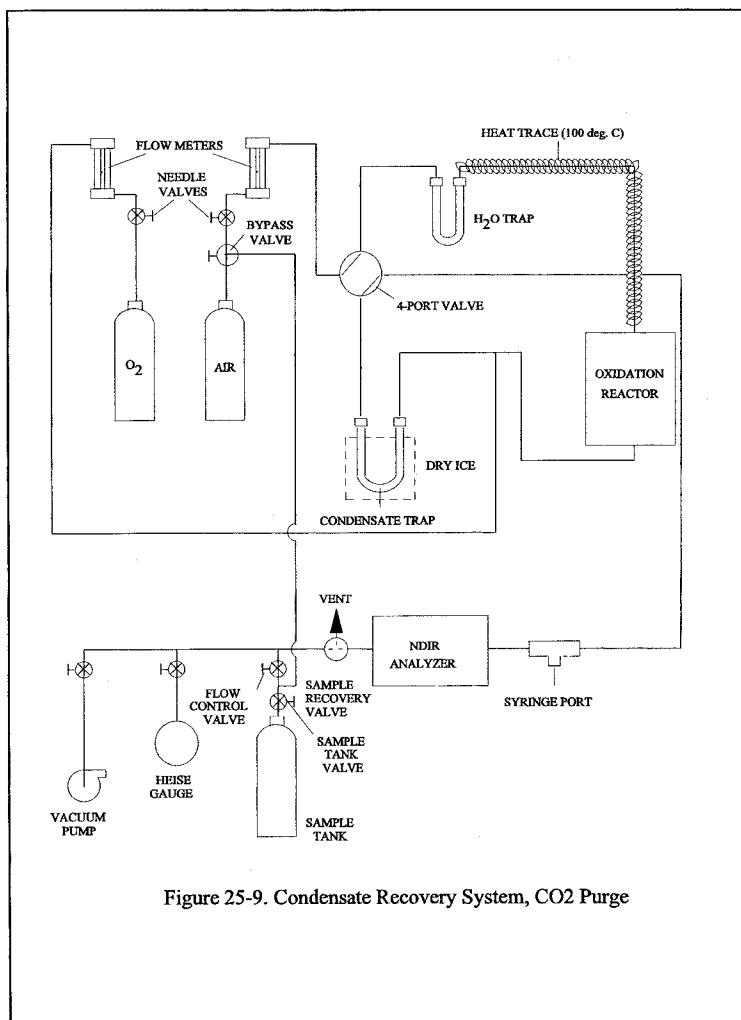 HEAT TRACE (100 deg. C)
FLOW METERS
NEEDLE
VALVES
H2O TRAP
BYPASS
VALVE
4-PORT VALVE
O2
AIR
OXIDATION
REACTOR
DRY ICE
CONDENSATE TRAP
VENT
NDIR
ANALYZER
FLOW
CONTROL
VALVE
SAMPLE
RECOVERY
VALVE
SYRINGE PORT
SAMPLE
TANK
VALVE
HEISE
GAUGE
VACUUM
PUMP
SAMPLE
TANK
Figure 25-9. Condensate Recovery System, CO2 Purge